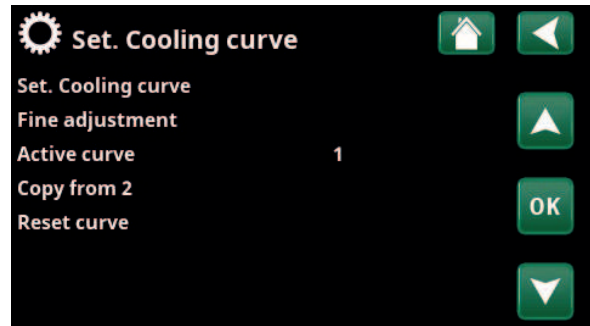 Set. Cooling curve
Set. Cooling curve
Fine adjustment
Active curve 1
Copy from 2
OK
Reset curve